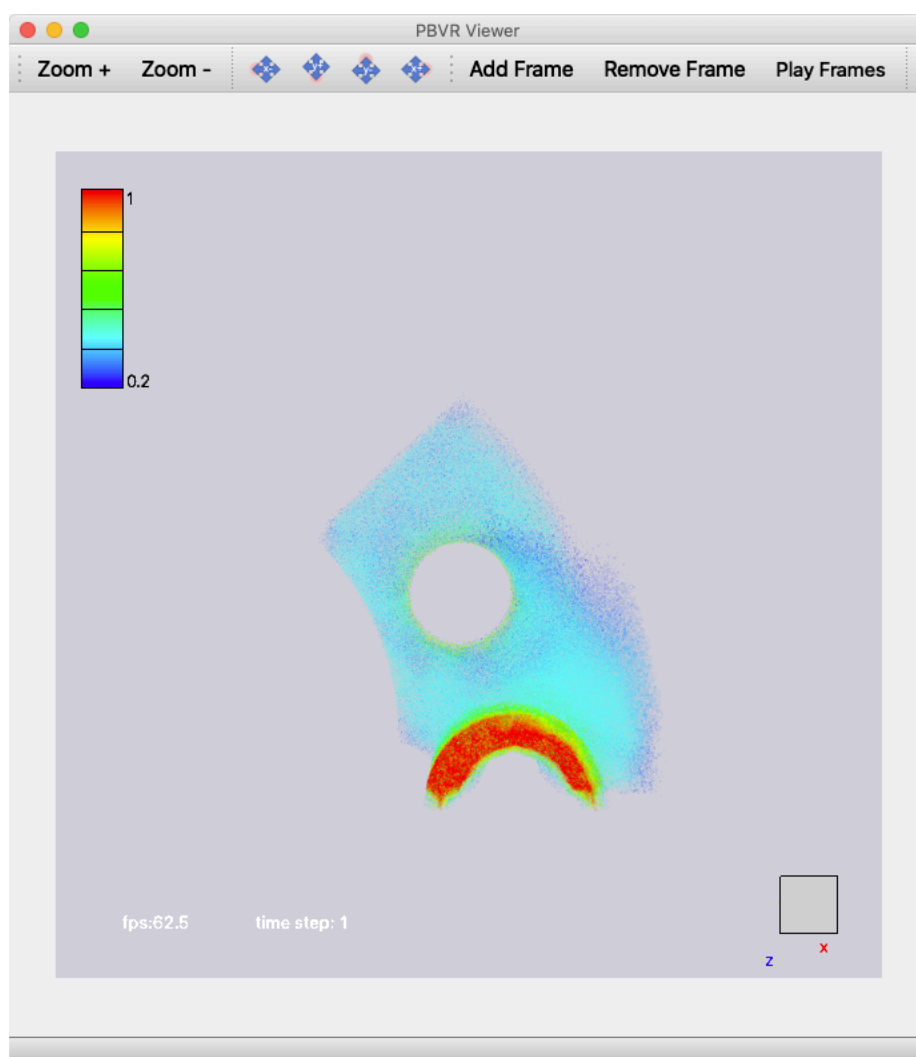 PBVR Viewer
Zoom + Zoom - Add Frame Remove Frame Play Frames
1
0.2
fps:62.5 time step: 1
x
z